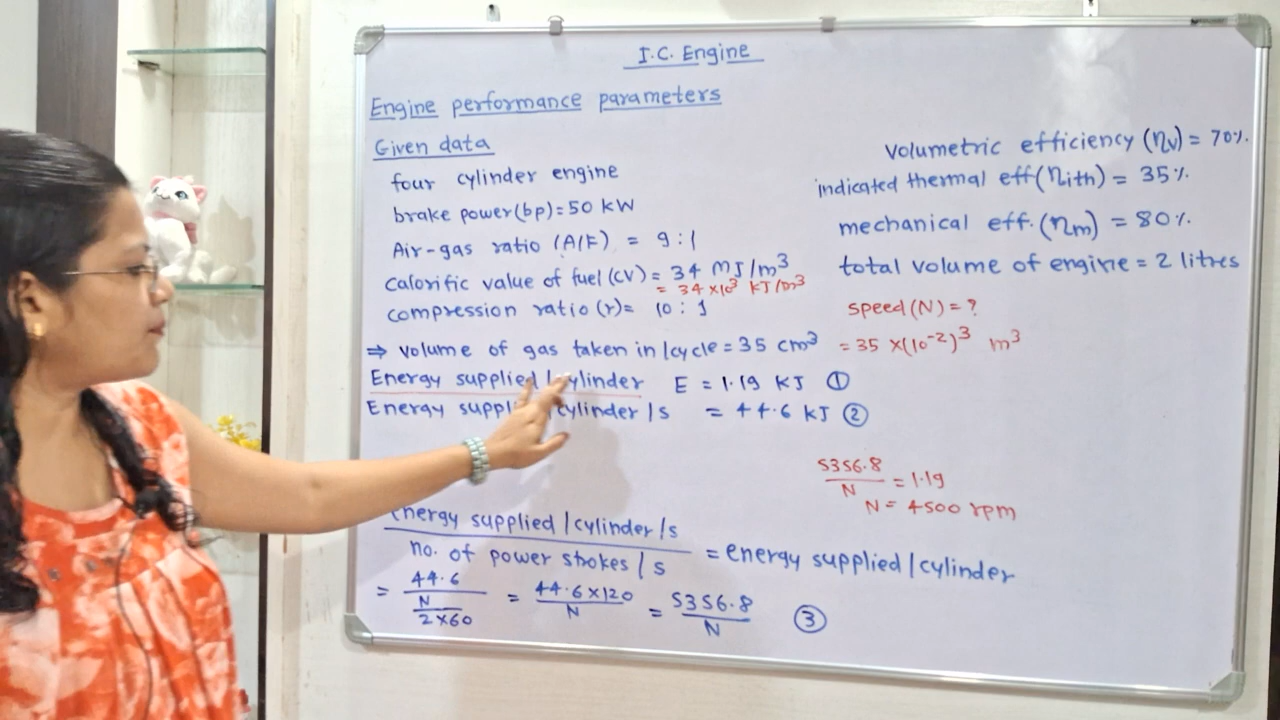 I.C. Engine
Engine performance parameters
Given data
four cylinder engine
brake power(bp)=50 KW
Air-gas ratio (A/F) = 9:1
Calorific value of fuel (CV) = 34 MJ/m³
= 34×10³ KJ/m³
compression ratio (r)= 10:1
volumetric efficiency (ηv) = 70%.
indicated thermal eff(ηith) = 35%
mechanical eff.(ηm) = 80%.
total volume of engine = 2 litres
speed(N) = ?
⇒ volume of gas taken in/cycle = 35 cm³ = 35 ×(10⁻²)³ m³
Energy supplied/cylinder E = 1.19 KJ ①
Energy suppl /cylinder/s = 44.6 KJ ②
5356.8/N = 1.19
N = 4500 rpm
Energy supplied/cylinder/s
no. of power strokes/s
= energy supplied/cylinder
= 44.6/(N/2×60) = 44.6×120/N = 5356.8/N ③